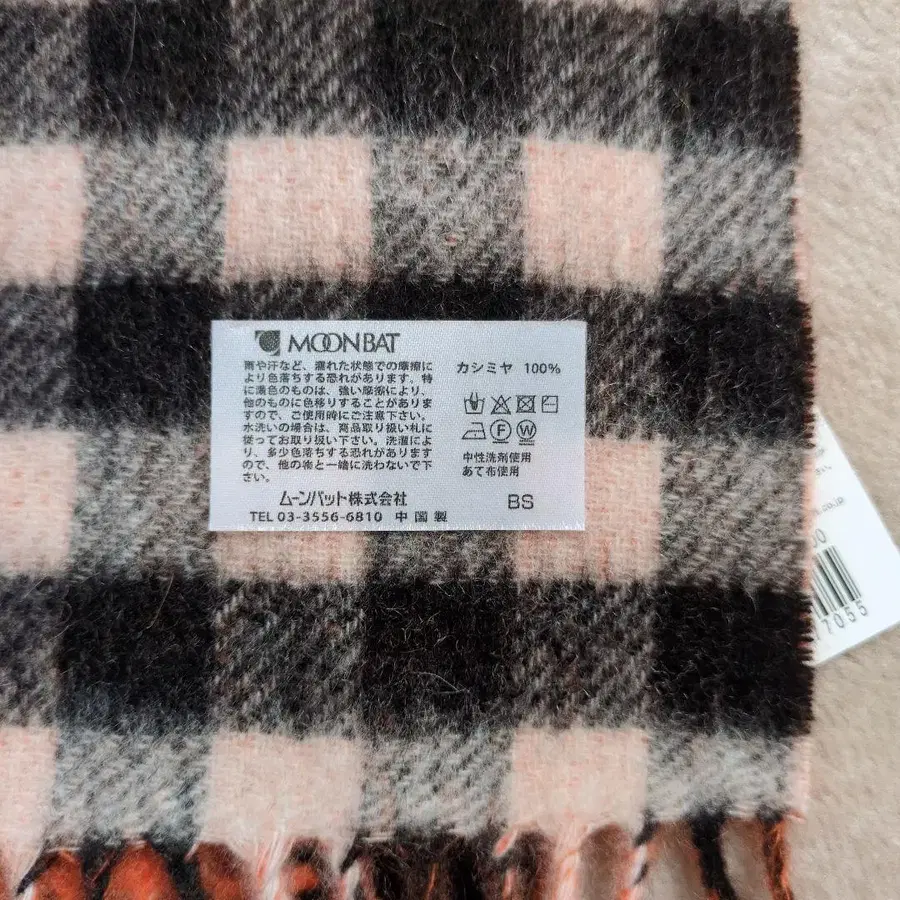 MOONBAT
雨や汗など、濡れた状態での摩擦に
より色落ちする恐れがあります。特
に濃色のものは、強い摩擦により、
他のものに色移りすることがありま
すので、ご使用時にご注意下さい。
水洗いの場合は、商品取り扱い札に
従ってお取り扱い下さい。洗濯によ
り、多少色落ちする恐れがあります
ので、他の物と一緒に洗わないで下
さい。
カシミヤ 100%
中性洗剤使用
あて布使用
ムーンバット株式会社
BS
TEL 03-3556-6810 中国製
.co.jp
00
17055